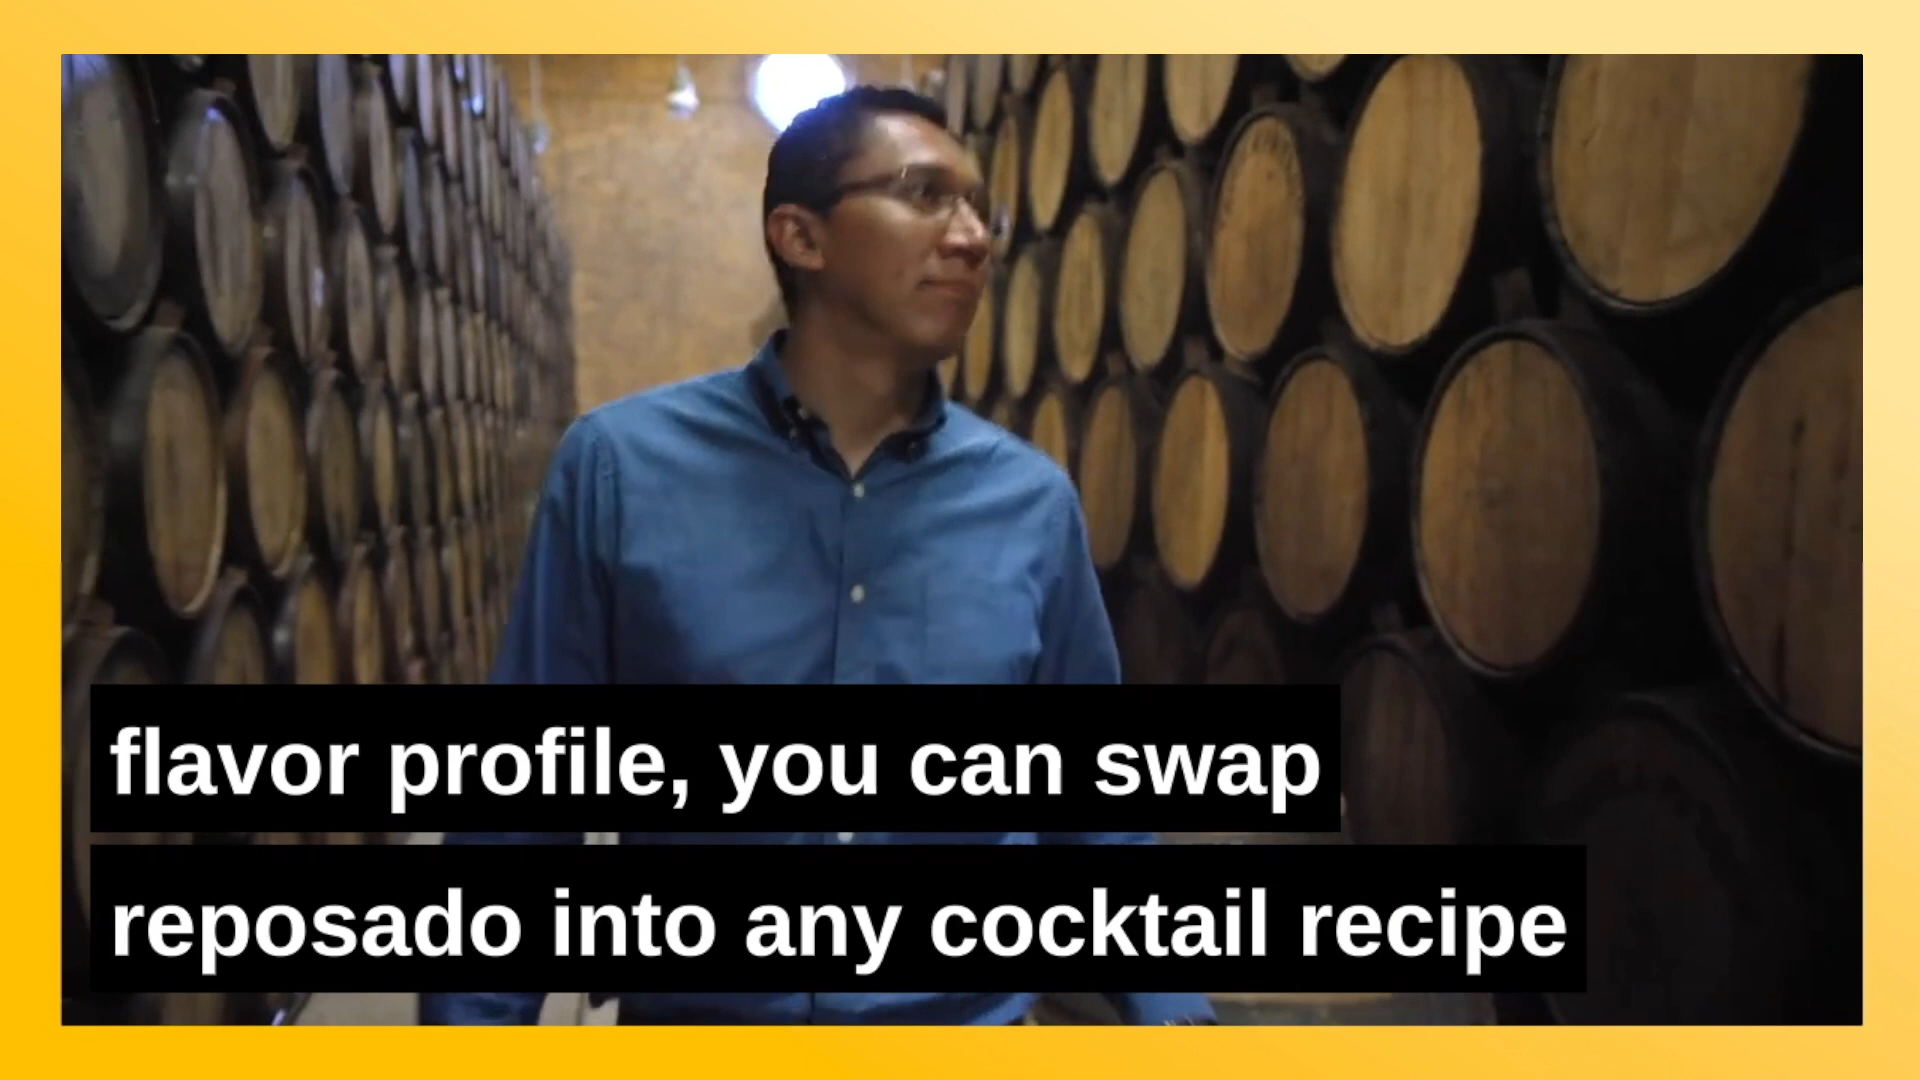 flavor profile, you can swap
reposado into any cocktail recipe